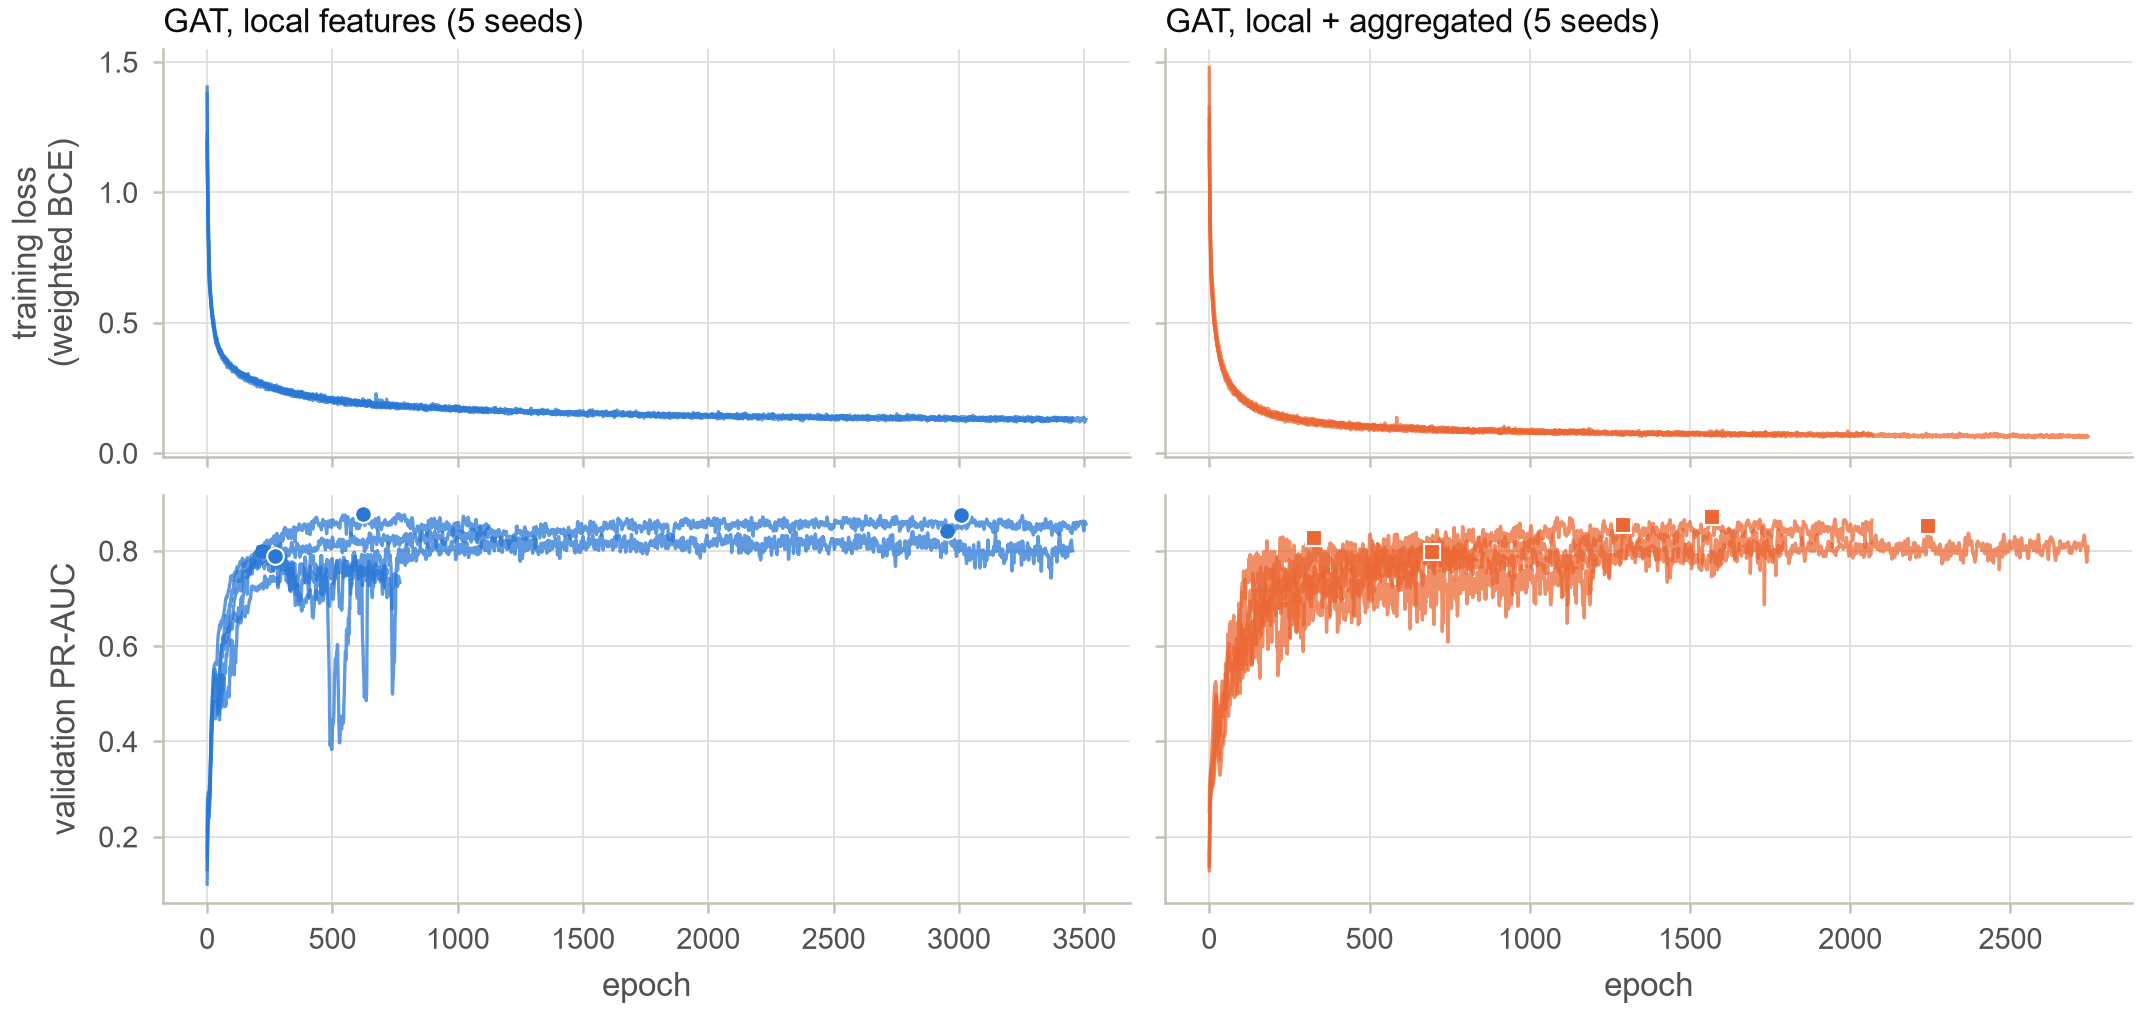 GAT, local features (5 seeds)
GAT, local + aggregated (5 seeds)
training loss
(weighted BCE)
1.5
1.0
0.5
0.0
validation PR-AUC
0.8
0.6
0.4
0.2
0 500 1000 1500 2000 2500 3000 3500
0 500 1000 1500 2000 2500
epoch
epoch